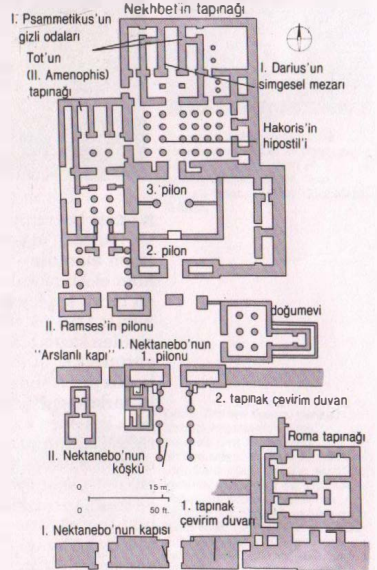 Nekhbet'in tapınağı
I. Psammetikus'un
gizli odaları
Tot'un
(II. Amenophis)
tapınağı
I. Darius'un
simgesel mezarı
Hakoris'in
hipostil'i
3. pilon
2. pilon
II. Ramses'in pilonu
doğumevi
"Arslanlı kapı"
I. Nektanebo'nun
1. pilonu
2. tapınak çevirim duvarı
Roma tapınağı
II. Nektanebo'nun
köşkü
0 15 m.
0 50 ft.
1. tapınak
çevirim duvarı
I. Nektanebo'nun kapısı